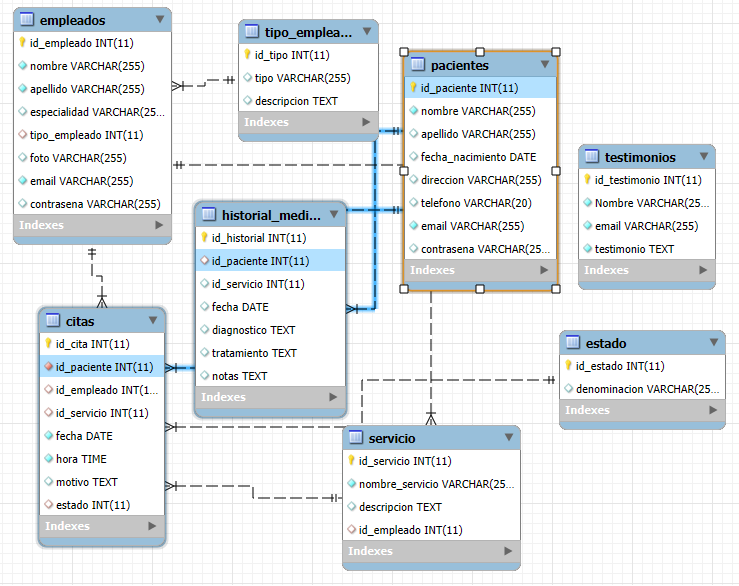 empleados
id_empleado INT(11)
nombre VARCHAR(255)
apellido VARCHAR(255)
especialidad VARCHAR(25...
tipo_empleado INT(11)
foto VARCHAR(255)
email VARCHAR(255)
contrasena VARCHAR(255)
Indexes
tipo_emplea...
id_tipo INT(11)
tipo VARCHAR(255)
descripcion TEXT
Indexes
pacientes
id_paciente INT(11)
nombre VARCHAR(255)
apellido VARCHAR(255)
fecha_nacimiento DATE
direccion VARCHAR(255)
telefono VARCHAR(20)
email VARCHAR(255)
contrasena VARCHAR(25...
Indexes
testimonios
id_testimonio INT(11)
Nombre VARCHAR(25...
email VARCHAR(255)
testimonio TEXT
Indexes
historial_medi...
id_historial INT(11)
id_paciente INT(11)
id_servicio INT(11)
fecha DATE
diagnostico TEXT
tratamiento TEXT
notas TEXT
Indexes
citas
id_cita INT(11)
id_paciente INT(11)
id_empleado INT(1...
id_servicio INT(11)
fecha DATE
hora TIME
motivo TEXT
estado INT(11)
Indexes
estado
id_estado INT(11)
denominacion VARCHAR(25...
Indexes
servicio
id_servicio INT(11)
nombre_servicio VARCHAR(25...
descripcion TEXT
id_empleado INT(11)
Indexes